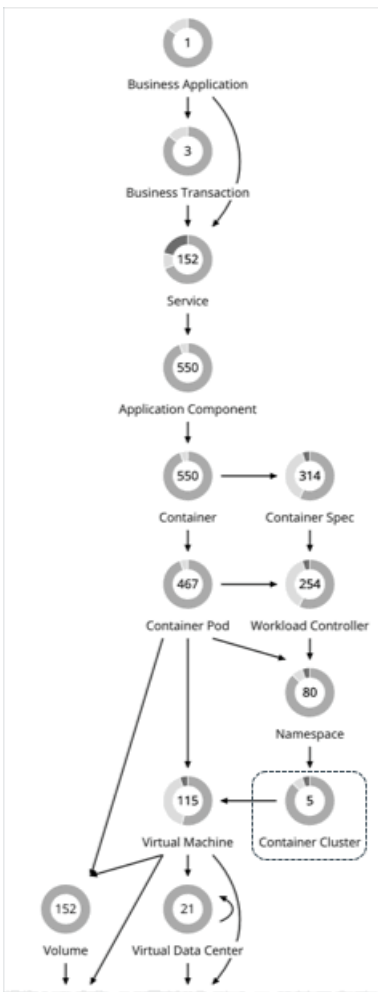 1
Business Application
3
Business Transaction
152
Service
550
Application Component
550
314
Container
Container Spec
467
254
Container Pod
Workload Controller
80
Namespace
115
5
Virtual Machine
Container Cluster
152
21
Volume
Virtual Data Center